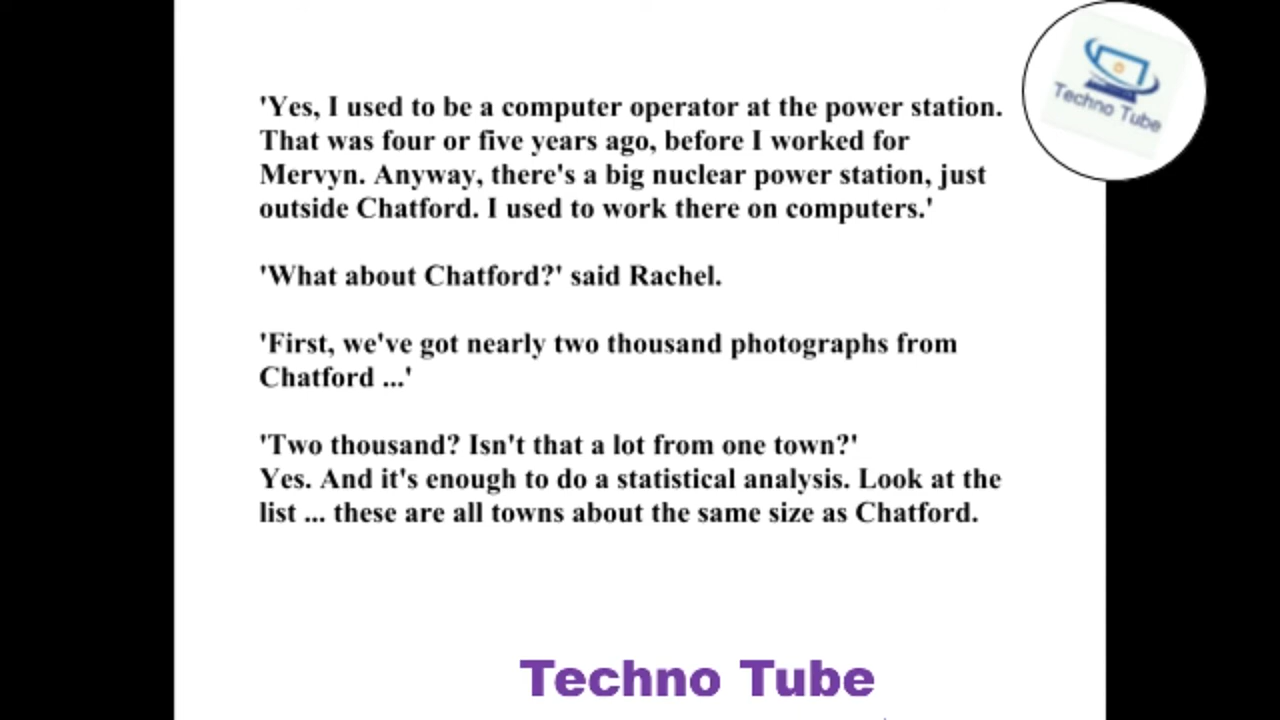 'Yes, I used to be a computer operator at the power station.
That was four or five years ago, before I worked for
Mervyn. Anyway, there's a big nuclear power station, just
outside Chatford. I used to work there on computers.'
'What about Chatford?' said Rachel.
'First, we've got nearly two thousand photographs from
Chatford ...'
'Two thousand? Isn't that a lot from one town?'
Yes. And it's enough to do a statistical analysis. Look at the
list ... these are all towns about the same size as Chatford.
Techno Tube
Techno Tube